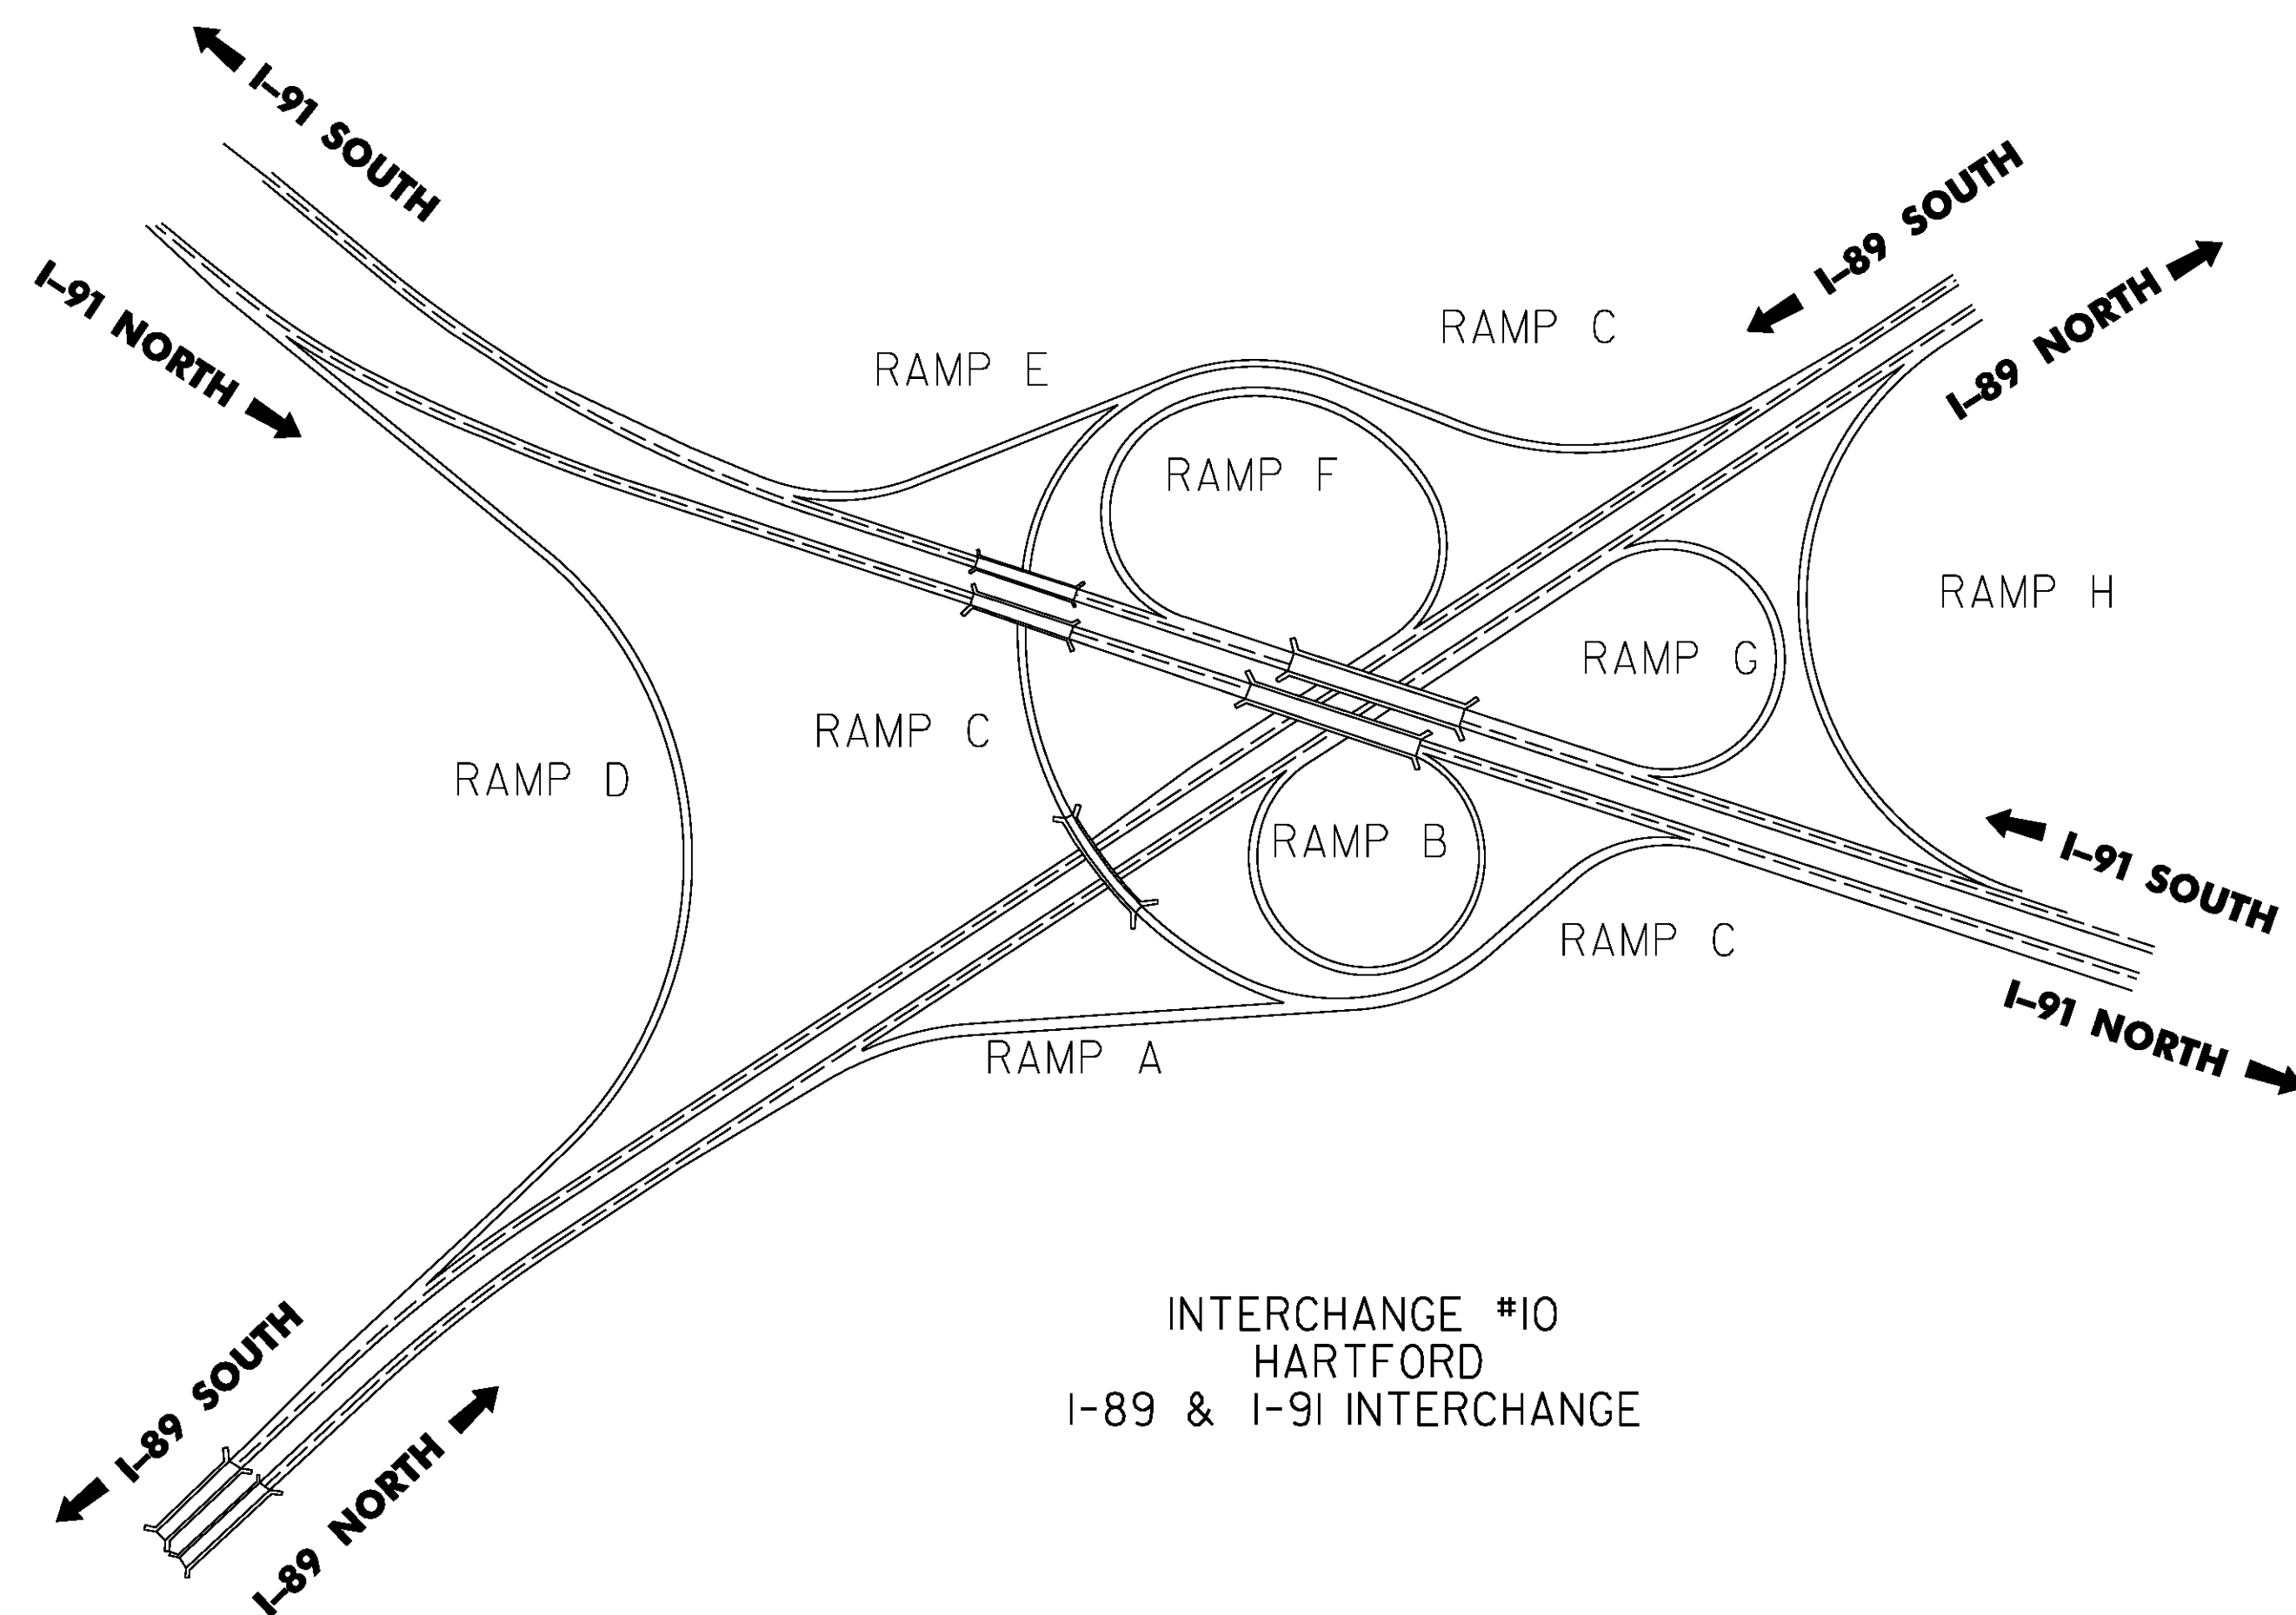 I-91 SOUTH
I-89 SOUTH
I-91 NORTH
I-89 NORTH
RAMP C
RAMP E
RAMP F
RAMP H
RAMP G
RAMP C
RAMP D
RAMP B
I-91 SOUTH
RAMP C
I-91 NORTH
RAMP A
INTERCHANGE #10
HARTFORD
I-89 & I-91 INTERCHANGE
I-89 SOUTH
I-89 NORTH